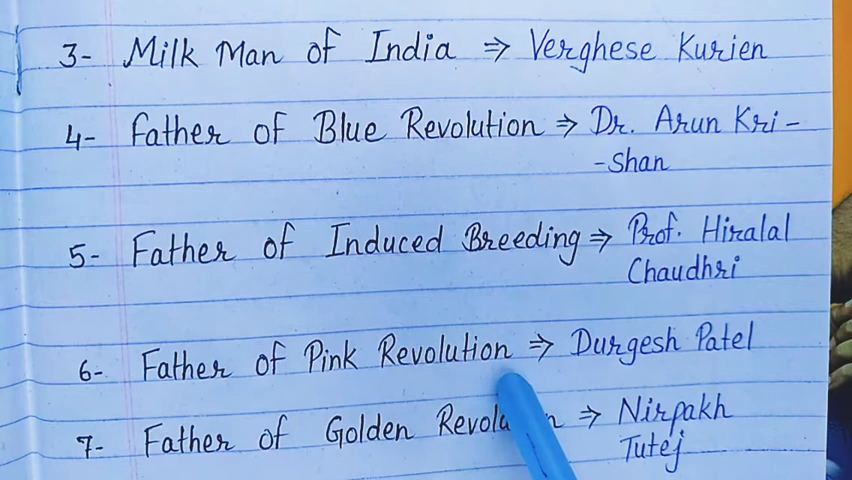 3- Milk Man of India ⇒ Verghese Kurien
4- Father of Blue Revolution ⇒ Dr. Arun Kri-
-shan
5- Father of Induced Breeding ⇒ Prof. Hiralal
Chaudhri
6- Father of Pink Revolution ⇒ Durgesh Patel
7- Father of Golden Revolution ⇒ Nirpakh
Tutej